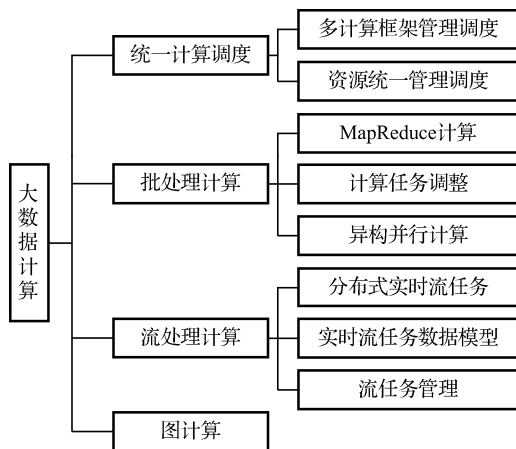 大数据计算
统一计算调度
多计算框架管理调度
资源统一管理调度
批处理计算
MapReduce计算
计算任务调整
异构并行计算
流处理计算
分布式实时流任务
实时流任务数据模型
流任务管理
图计算